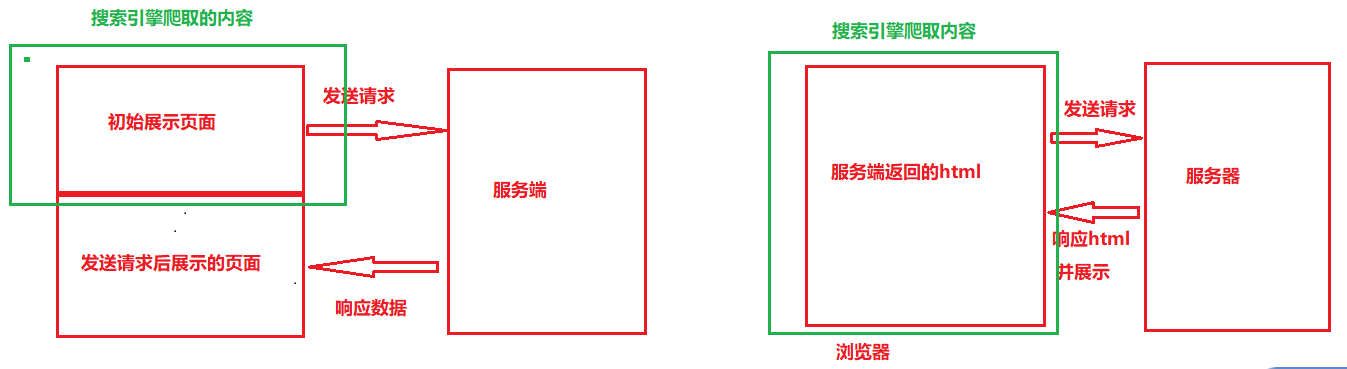 搜索引擎爬取的内容
初始展示页面
发送请求
服务端
发送请求后展示的页面
响应数据
搜索引擎爬取内容
发送请求
服务端返回的html
服务器
响应html
并展示
浏览器